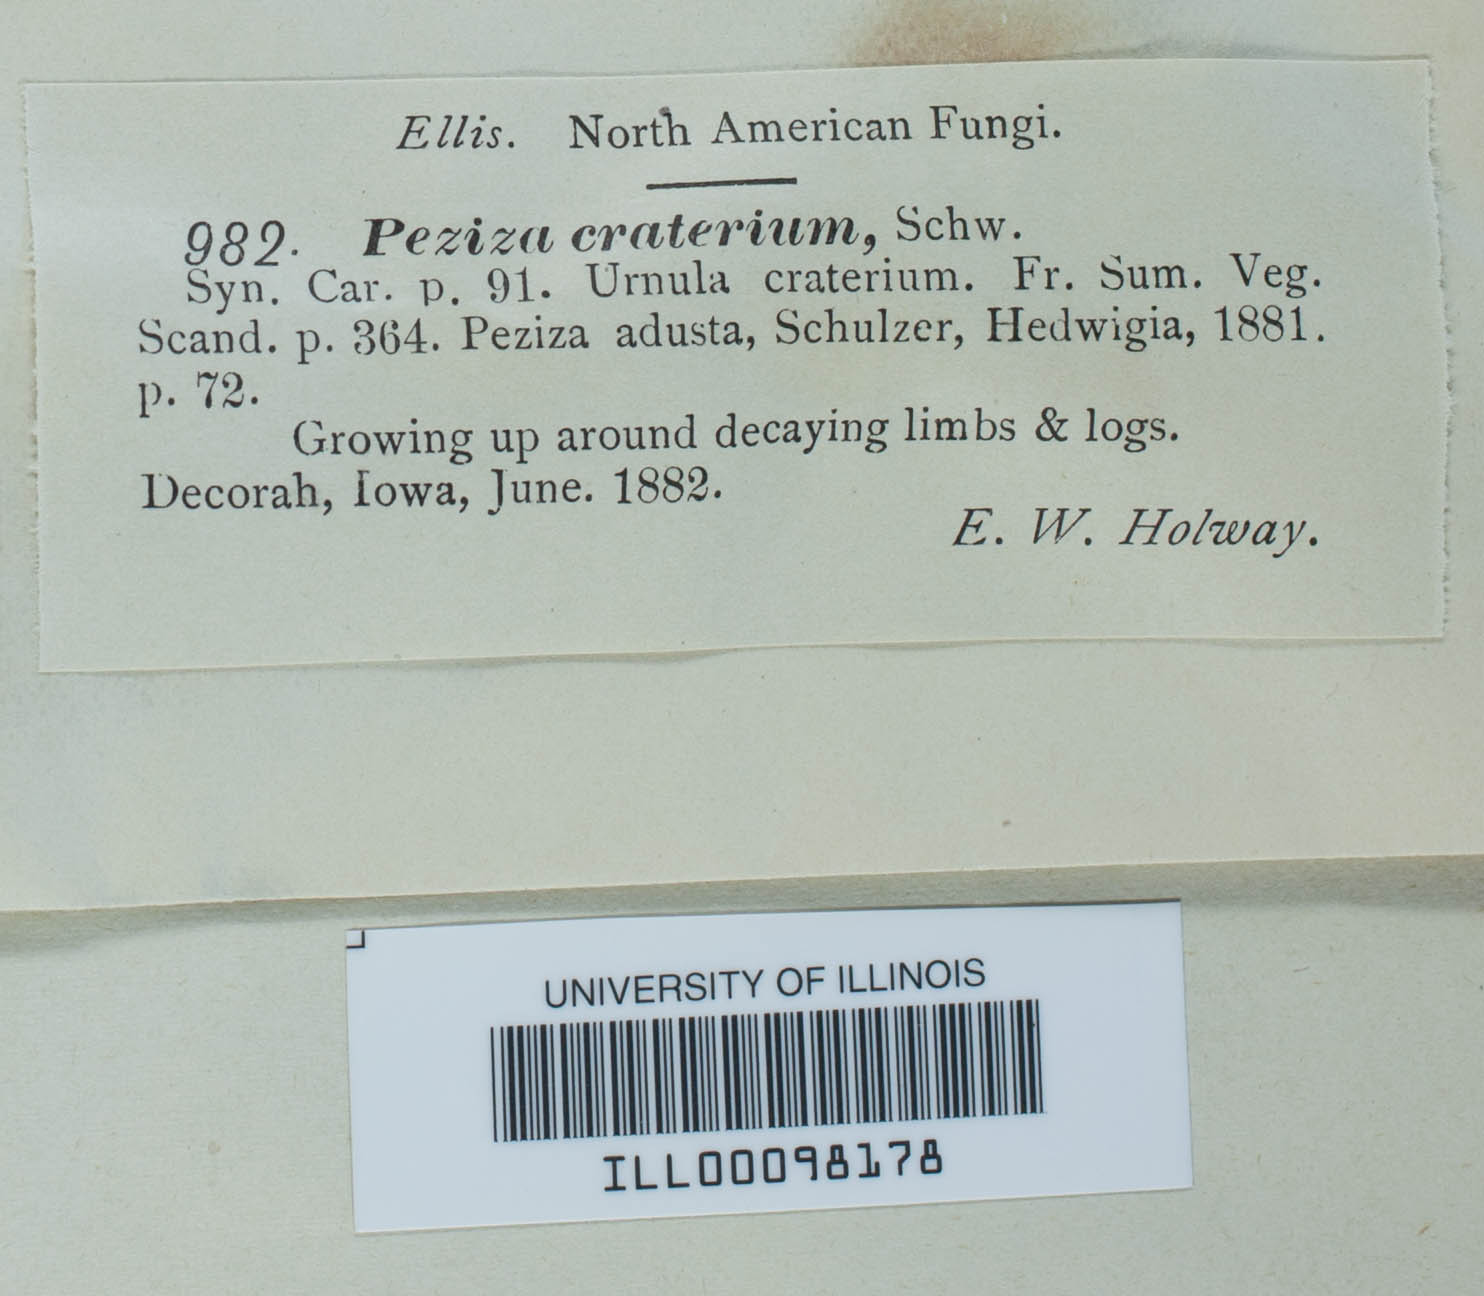 Ellis. North American Fungi.
982. Peziza craterium, Schw.
Syn. Car. p. 91. Urnula craterium. Fr. Sum. Veg.
Scand. p. 364. Peziza adusta, Schulzer, Hedwigia, 1881.
p. 72.
Growing up around decaying limbs & logs.
Decorah, Iowa, June. 1882.
E. W. Holway.
UNIVERSITY OF ILLINOIS
ILL00098178